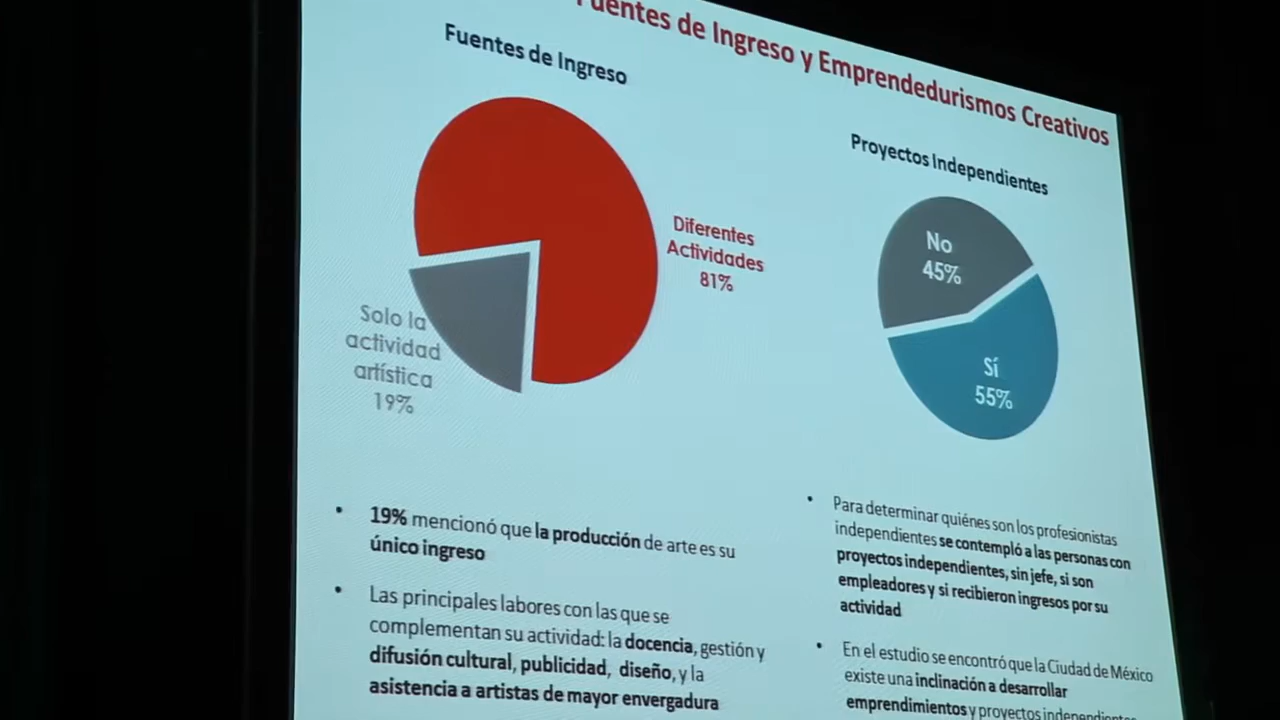 Fuentes de Ingreso y Emprendedurismos Creativos
Fuentes de Ingreso
Diferentes
Actividades
81%
Solo la
actividad
artística
19%
Proyectos Independientes
No
45%
Sí
55%
• 19% mencionó que la producción de arte es su
único ingreso
• Las principales labores con las que se
complementan su actividad: la docencia, gestión y
difusión cultural, publicidad, diseño, y la
asistencia a artistas de mayor envergadura
• Para determinar quiénes son los profesionistas
independientes se contempló a las personas con
proyectos independientes, sin jefe, si son
empleadores y si recibieron ingresos por su
actividad
• En el estudio se encontró que la Ciudad de México
existe una inclinación a desarrollar
emprendimientos y proyectos independientes